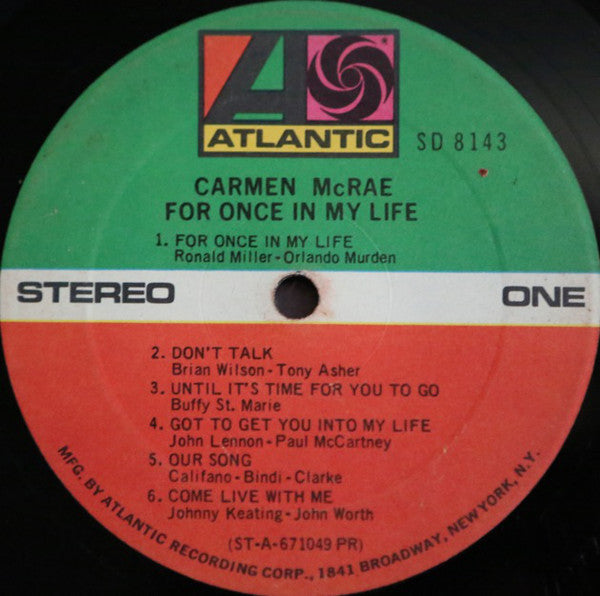 ATLANTIC
SD 8143
CARMEN McRAE
FOR ONCE IN MY LIFE
1. FOR ONCE IN MY LIFE
Ronald Miller-Orlando Murden
STEREO
ONE
2. DON'T TALK
Brian Wilson-Tony Asher
3. UNTIL IT'S TIME FOR YOU TO GO
Buffy St. Marie
4. GOT TO GET YOU INTO MY LIFE
John Lennon-Paul McCartney
5. OUR SONG
Califano-Bindi-Clarke
6. COME LIVE WITH ME
Johnny Keating-John Worth
(ST-A-671049 PR)
MFG. BY ATLANTIC RECORDING CORP., 1841 BROADWAY, NEW YORK, N.Y.